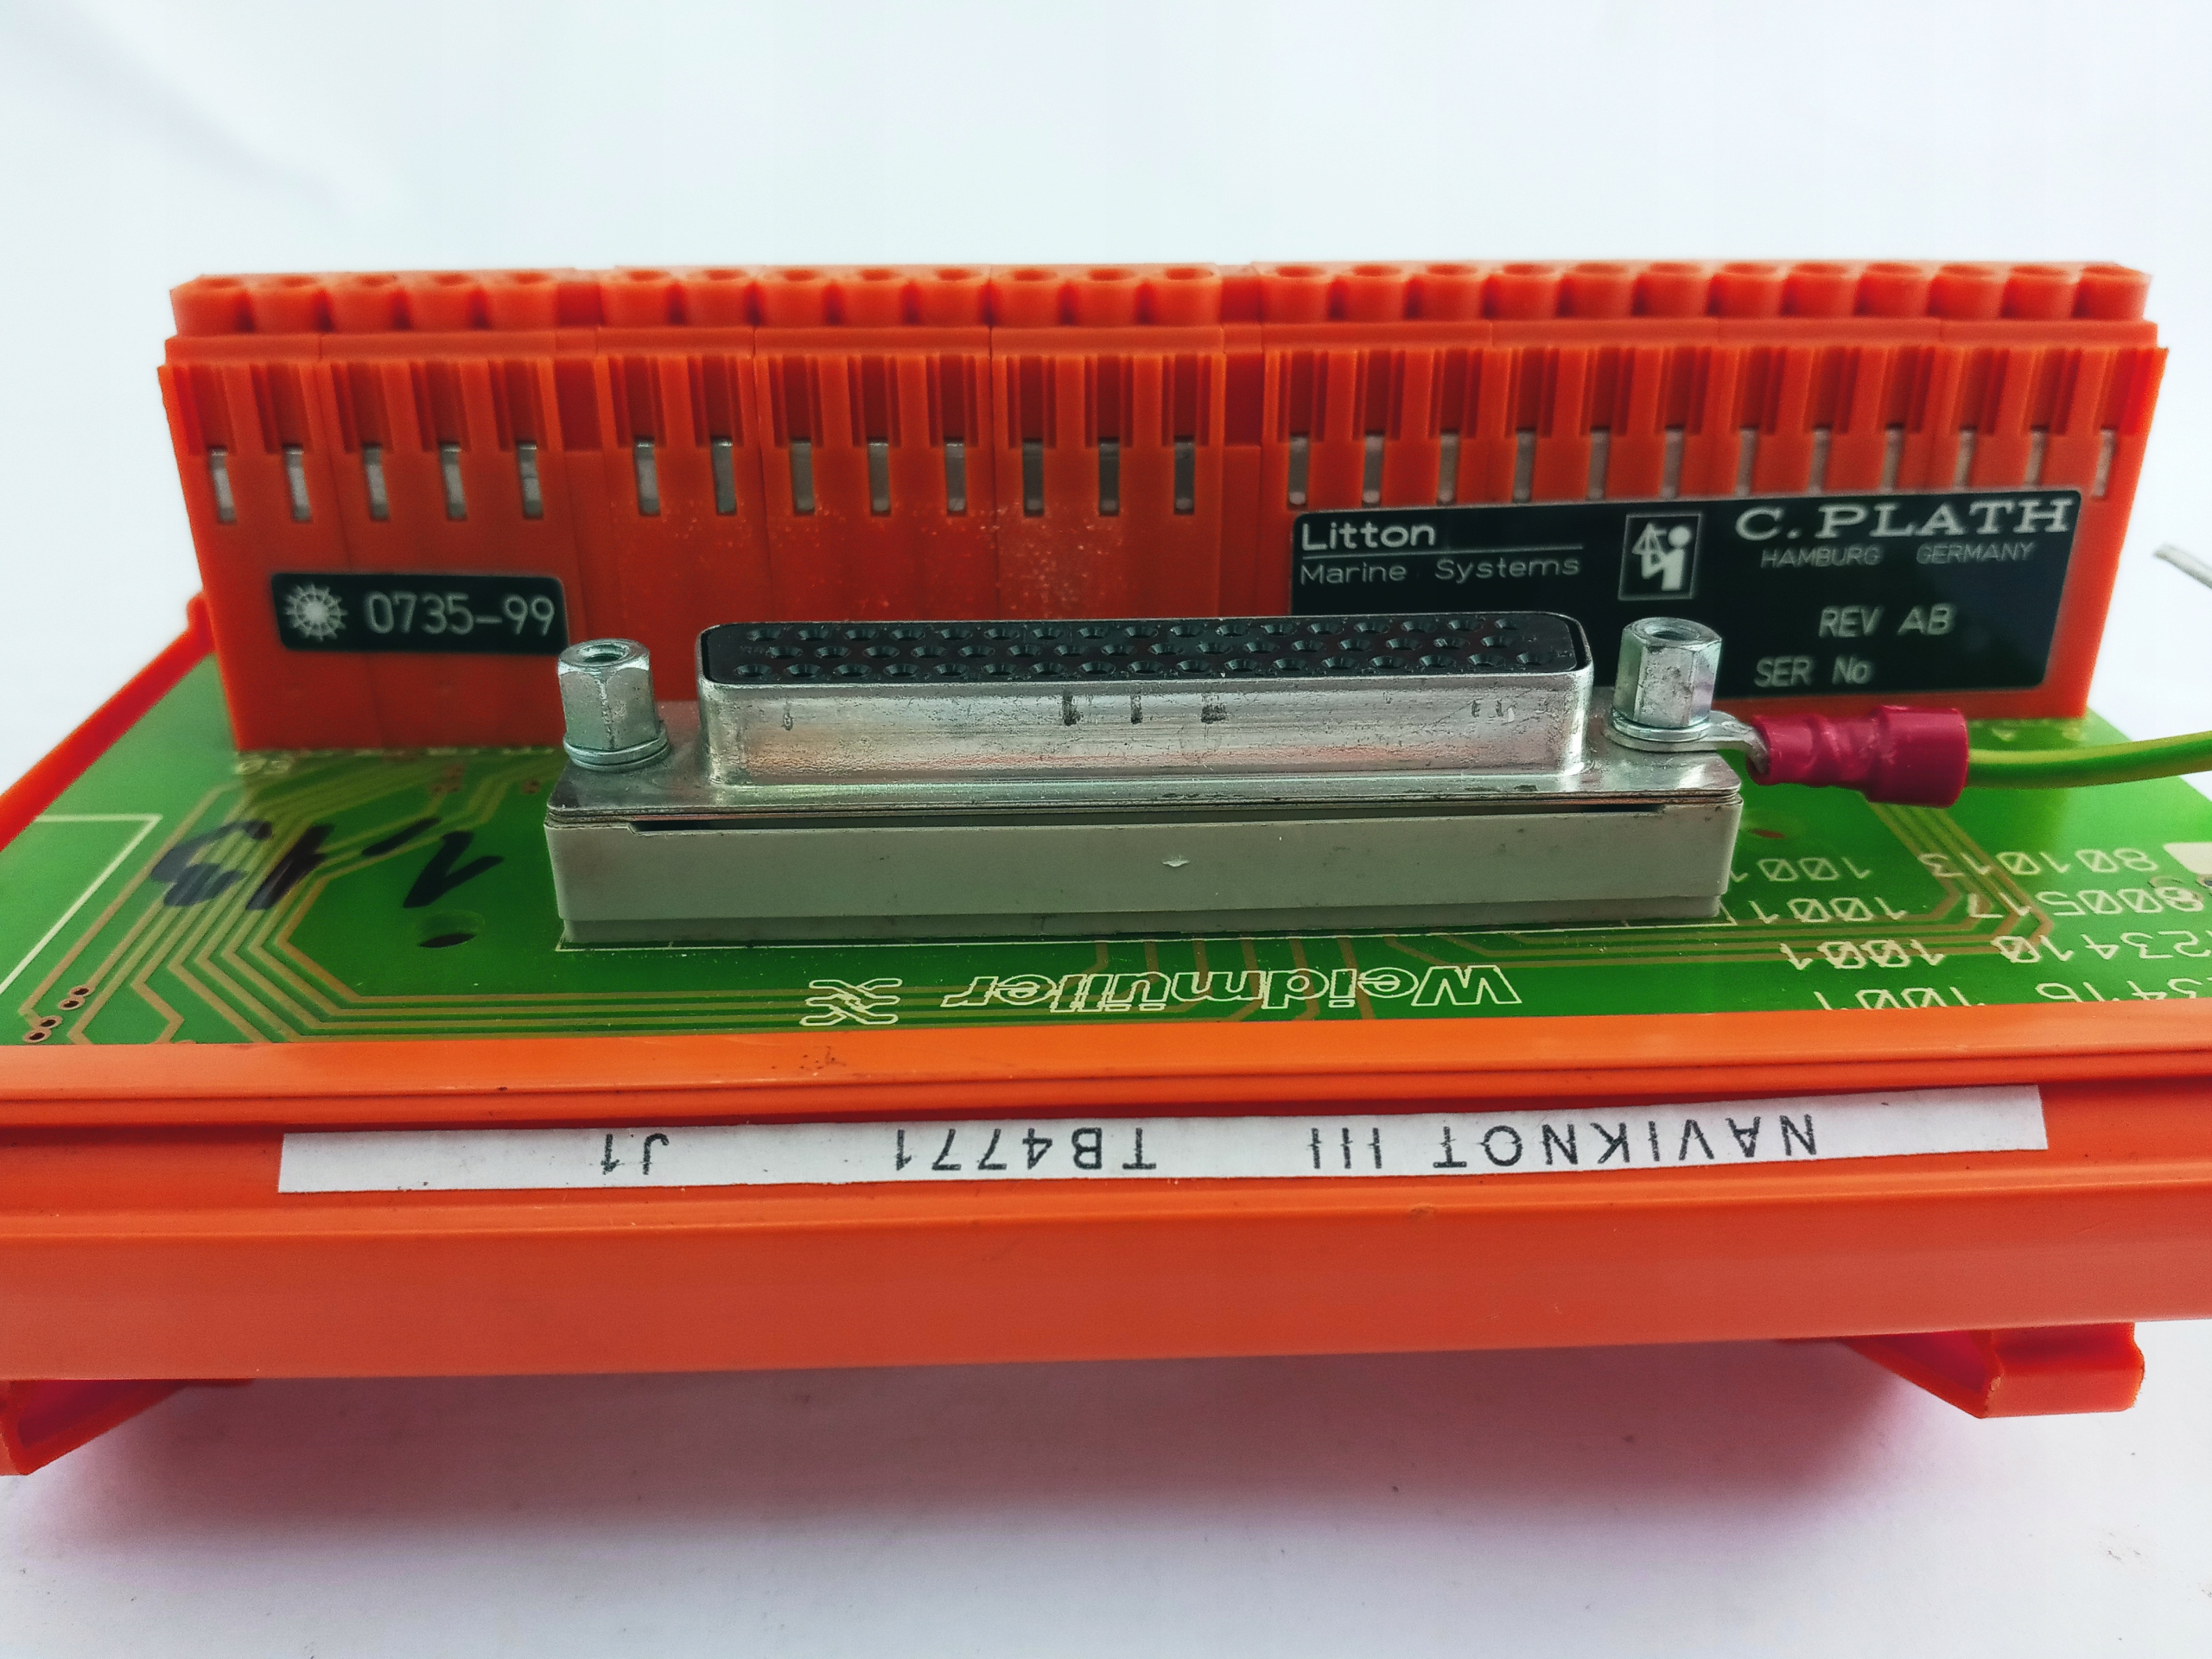 Litton
Marine Systems
C. PLATH
HAMBURG GERMANY
REV AB
SER No
0735-99
Weidmüller
NAVIKNOT III TB4771 J1